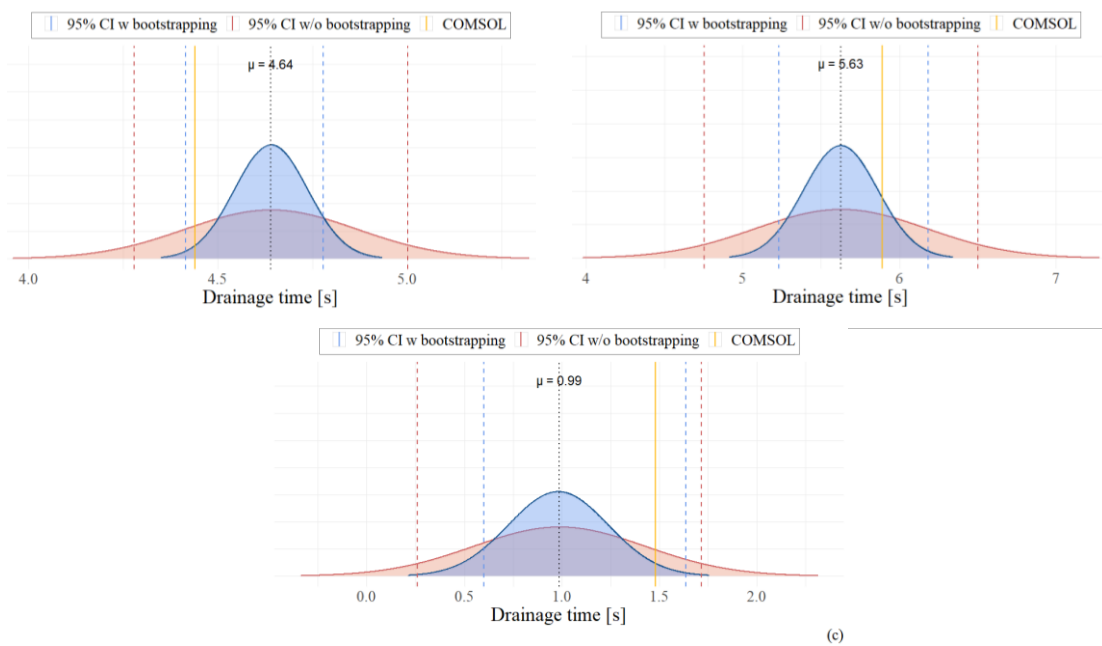 95% CI w bootstrapping 95% CI w/o bootstrapping COMSOL
μ = 4.64
4.0 4.5 5.0
Drainage time [s]
95% CI w bootstrapping 95% CI w/o bootstrapping COMSOL
μ = 5.63
4 5 6 7
Drainage time [s]
95% CI w bootstrapping 95% CI w/o bootstrapping COMSOL
μ = 0.99
0.0 0.5 1.0 1.5 2.0
Drainage time [s]
(c)